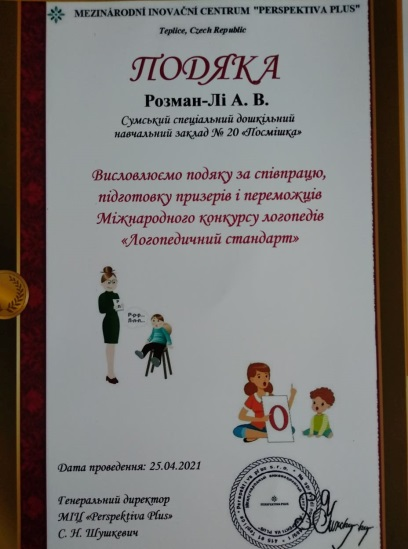 MEZINÁRODNÍ INOVAČNÍ CENTRUM "PERSPEKTIVA PLUS"
Teplice, Czech Republic
ПОДЯКА
Розман-Лі А. В.
Сумський спеціальний дошкільний
навчальний заклад № 20 «Посмішка»
Висловлюємо подяку за співпрацю,
підготовку призерів і переможців
Міжнародного конкурсу логопедів
«Логопедичний стандарт»
О
Дата проведення: 25.04.2021
Генеральний директор
МІЦ «Perspektiva Plus»
С. Н. Шушкевич
PERSPEKTIVA PLUS